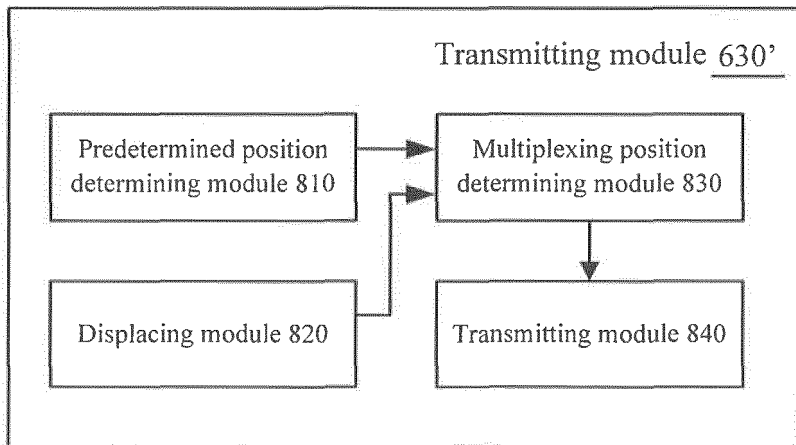 Transmitting module 630’
Predetermined position
determining module 810
Multiplexing position
determining module 830
Displacing module 820
Transmitting module 840